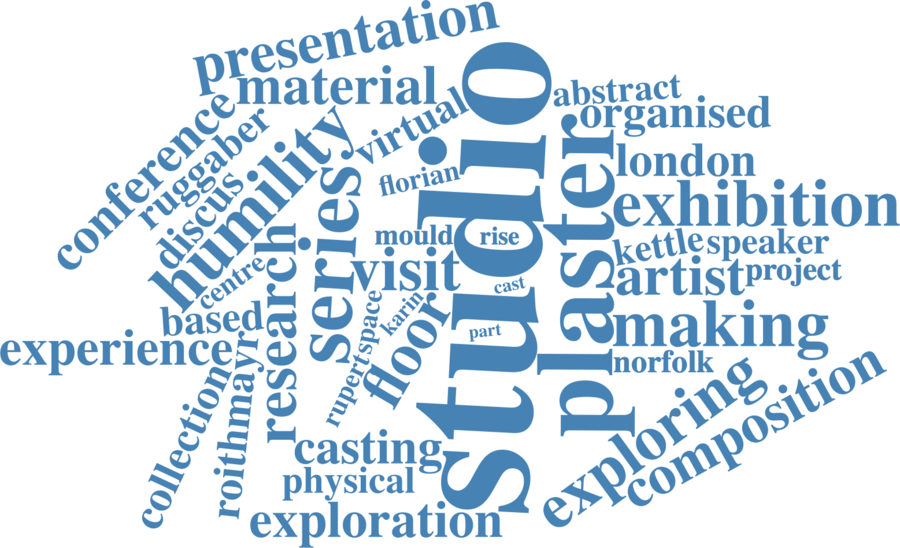 presentation
material
studio
abstract
organised
conference
ruggaber
virtual
humility
discus
florian
plaster
london
exhibition
series
mould
rise
kettle
speaker
centre
research
visit
artist
project
cast
based
space
karin
floor
part
making
experience
norfolk
rupert
collection
roithmayr
exploring
composition
casting
physical
exploration